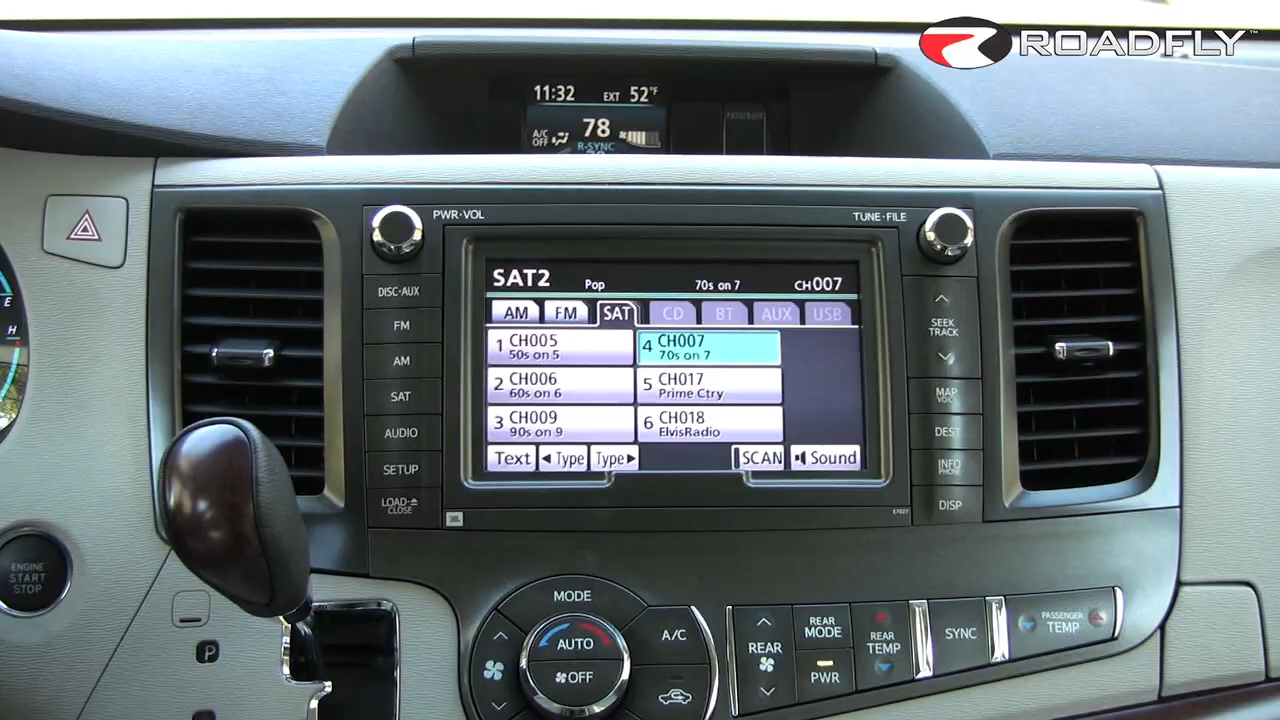 ROADFLY™
11:32 EXT 52°F
PASSENGER
78
A/C OFF
R-SYNC
PWR·VOL
TUNE·FILE
DISC·AUX
FM
AM
SAT
AUDIO
SETUP
LOAD·⏏
CLOSE
SAT2 Pop 70s on 7 CH007
AM FM SAT CD BT AUX USB
1 CH005
50s on 5
4 CH007
70s on 7
2 CH006
60s on 6
5 CH017
Prime Ctry
3 CH009
90s on 9
6 CH018
ElvisRadio
Text ◄Type Type► SCAN Sound
SEEK
TRACK
MAP
VOICE
DEST
INFO
PHONE
DISP
E7027
E
H
ENGINE
START
STOP
P
MODE
AUTO
OFF
A/C
REAR
REAR
MODE
PWR
REAR
TEMP
SYNC
PASSENGER
TEMP